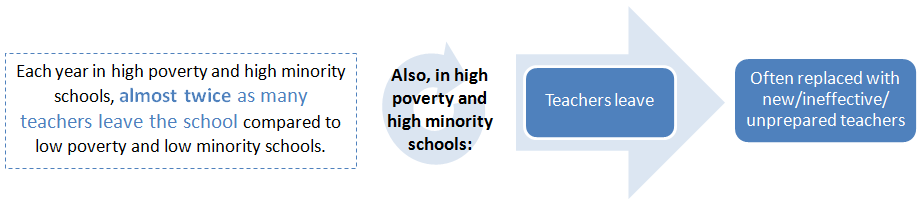 Each year in high poverty and high minority
schools, almost twice as many
teachers leave the school compared to
low poverty and low minority schools.
Also, in high
poverty and
high minority
schools:
Teachers leave
Often replaced with
new/ineffective/
unprepared teachers